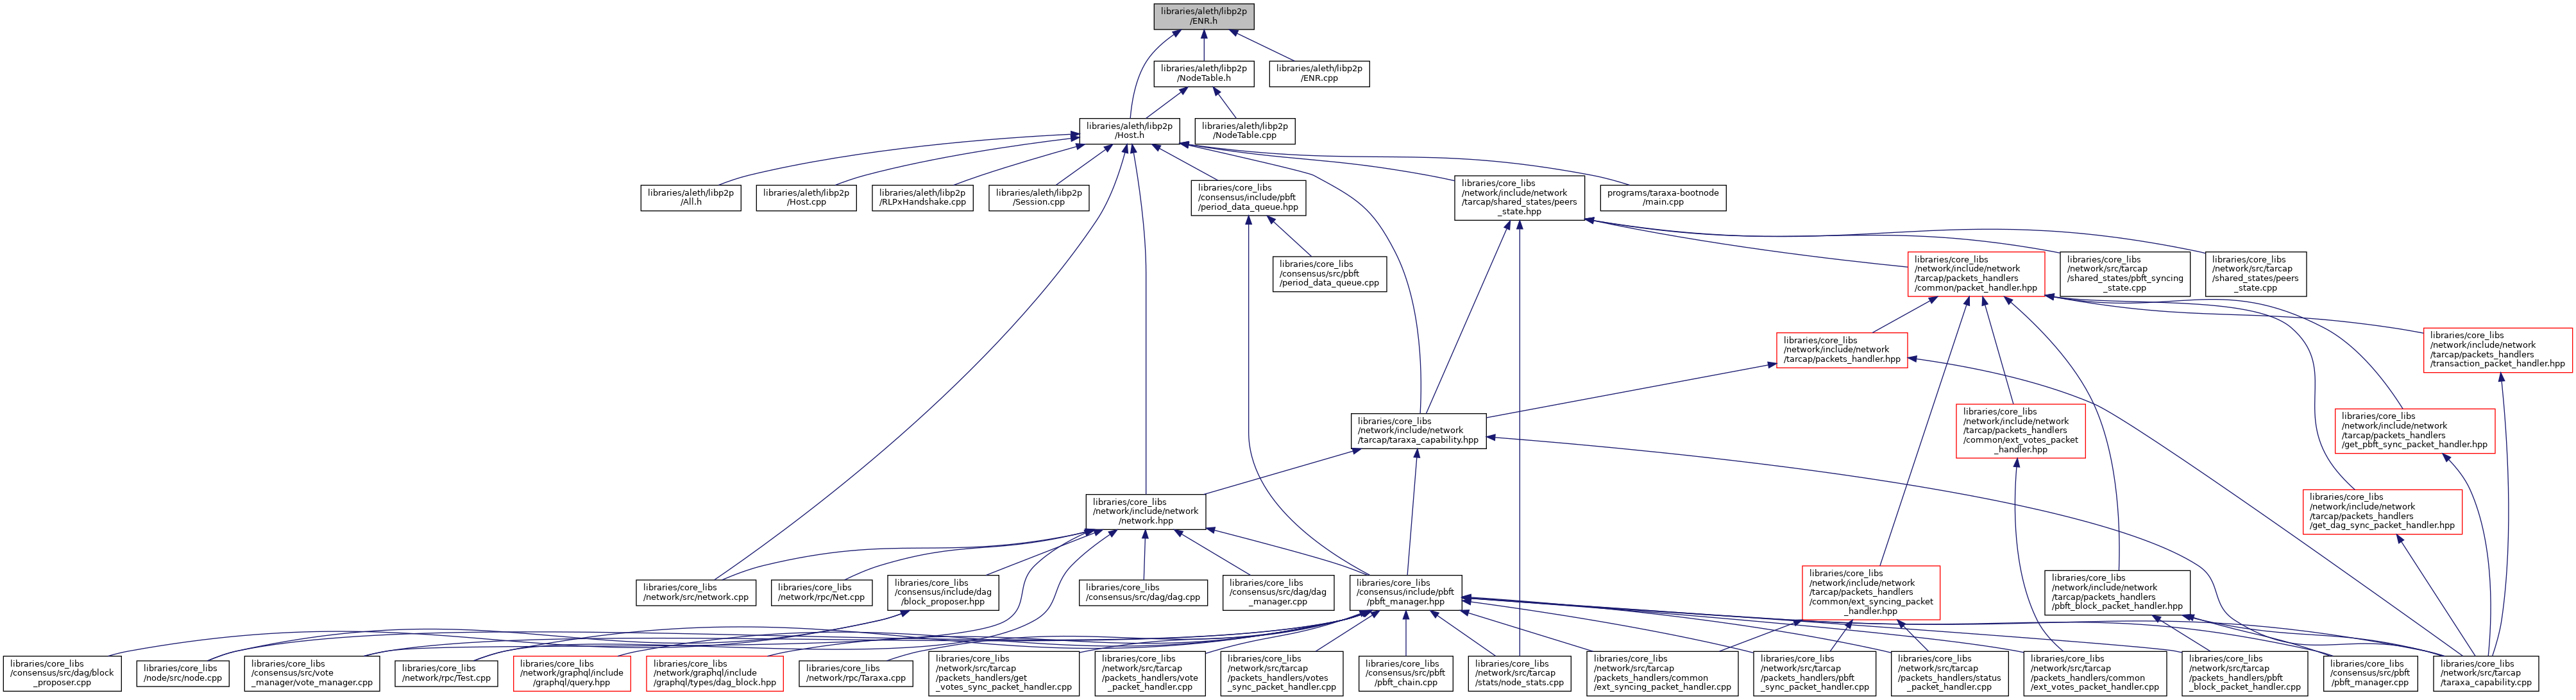 libraries/aleth/libp2p
/ENR.h
libraries/aleth/libp2p
/NodeTable.h
libraries/aleth/libp2p
/ENR.cpp
libraries/aleth/libp2p
/Host.h
libraries/aleth/libp2p
/NodeTable.cpp
libraries/aleth/libp2p
/All.h
libraries/aleth/libp2p
/Host.cpp
libraries/aleth/libp2p
/RLPxHandshake.cpp
libraries/aleth/libp2p
/Session.cpp
libraries/core_libs
/consensus/include/pbft
/period_data_queue.hpp
libraries/core_libs
/network/include/network
/tarcap/shared_states/peers
_state.hpp
programs/taraxa-bootnode
/main.cpp
libraries/core_libs
/consensus/src/pbft
/period_data_queue.cpp
libraries/core_libs
/network/include/network
/tarcap/packets_handlers
/common/packet_handler.hpp
libraries/core_libs
/network/src/tarcap
/shared_states/pbft_syncing
_state.cpp
libraries/core_libs
/network/src/tarcap
/shared_states/peers
_state.cpp
libraries/core_libs
/network/include/network
/tarcap/packets_handler.hpp
libraries/core_libs
/network/include/network
/tarcap/packets_handlers
/transaction_packet_handler.hpp
libraries/core_libs
/network/include/network
/tarcap/taraxa_capability.hpp
libraries/core_libs
/network/include/network
/tarcap/packets_handlers
/common/ext_votes_packet
_handler.hpp
libraries/core_libs
/network/include/network
/tarcap/packets_handlers
/get_pbft_sync_packet_handler.hpp
libraries/core_libs
/network/include/network
/network.hpp
libraries/core_libs
/network/include/network
/tarcap/packets_handlers
/get_dag_sync_packet_handler.hpp
libraries/core_libs
/network/src/network.cpp
libraries/core_libs
/network/rpc/Net.cpp
libraries/core_libs
/consensus/include/dag
/block_proposer.hpp
libraries/core_libs
/consensus/src/dag/dag.cpp
libraries/core_libs
/consensus/src/dag/dag
_manager.cpp
libraries/core_libs
/consensus/include/pbft
/pbft_manager.hpp
libraries/core_libs
/network/include/network
/tarcap/packets_handlers
/common/ext_syncing_packet
_handler.hpp
libraries/core_libs
/network/include/network
/tarcap/packets_handlers
/pbft_block_packet_handler.hpp
libraries/core_libs
/consensus/src/dag/block
_proposer.cpp
libraries/core_libs
/node/src/node.cpp
libraries/core_libs
/consensus/src/vote
_manager/vote_manager.cpp
libraries/core_libs
/network/rpc/Test.cpp
libraries/core_libs
/network/graphql/include
/graphql/query.hpp
libraries/core_libs
/network/graphql/include
/graphql/types/dag_block.hpp
libraries/core_libs
/network/rpc/Taraxa.cpp
libraries/core_libs
/network/src/tarcap
/packets_handlers/get
_votes_sync_packet_handler.cpp
libraries/core_libs
/network/src/tarcap
/packets_handlers/vote
_packet_handler.cpp
libraries/core_libs
/network/src/tarcap
/packets_handlers/votes
_sync_packet_handler.cpp
libraries/core_libs
/consensus/src/pbft
/pbft_chain.cpp
libraries/core_libs
/network/src/tarcap
/stats/node_stats.cpp
libraries/core_libs
/network/src/tarcap
/packets_handlers/common
/ext_syncing_packet_handler.cpp
libraries/core_libs
/network/src/tarcap
/packets_handlers/pbft
_sync_packet_handler.cpp
libraries/core_libs
/network/src/tarcap
/packets_handlers/status
_packet_handler.cpp
libraries/core_libs
/network/src/tarcap
/packets_handlers/common
/ext_votes_packet_handler.cpp
libraries/core_libs
/network/src/tarcap
/packets_handlers/pbft
_block_packet_handler.cpp
libraries/core_libs
/consensus/src/pbft
/pbft_manager.cpp
libraries/core_libs
/network/src/tarcap
/taraxa_capability.cpp